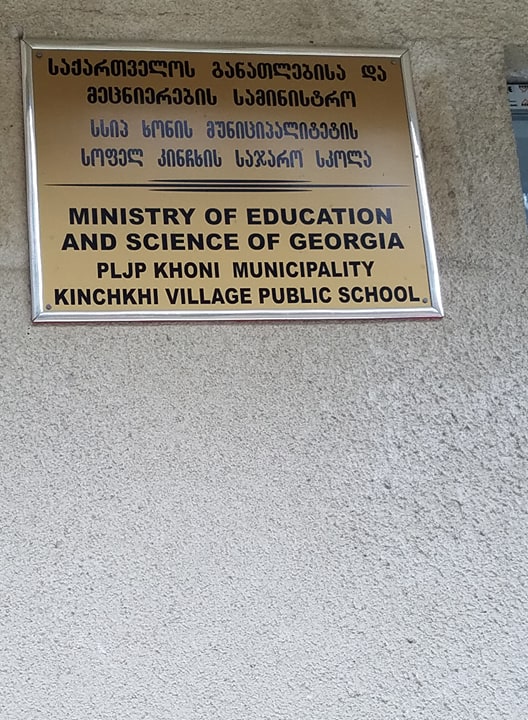 საქართველოს განათლებისა და
მეცნიერების სამინისტრო
სსიპ ხონის მუნიციპალიტეტის
სოფელ კინჩხის საჯარო სკოლა
MINISTRY OF EDUCATION
AND SCIENCE OF GEORGIA
PLJP KHONI MUNICIPALITY
KINCHKHI VILLAGE PUBLIC SCHOOL